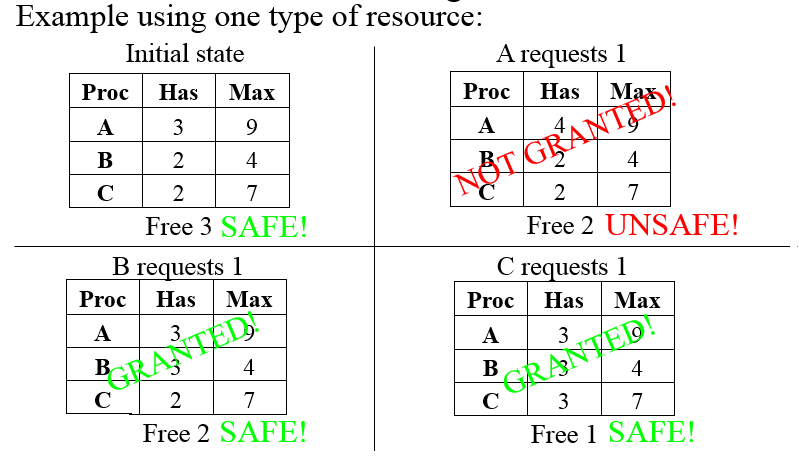 Example using one type of resource:
Initial state
Proc Has Max
A 3 9
B 2 4
C 2 7
Free 3 SAFE!
A requests 1
Proc Has Max
A 4 9
B 2 4
C 2 7
NOT GRANTED!
Free 2 UNSAFE!
B requests 1
Proc Has Max
A 3 9
B 3 4
C 2 7
GRANTED!
Free 2 SAFE!
C requests 1
Proc Has Max
A 3 9
B 3 4
C 3 7
GRANTED!
Free 1 SAFE!